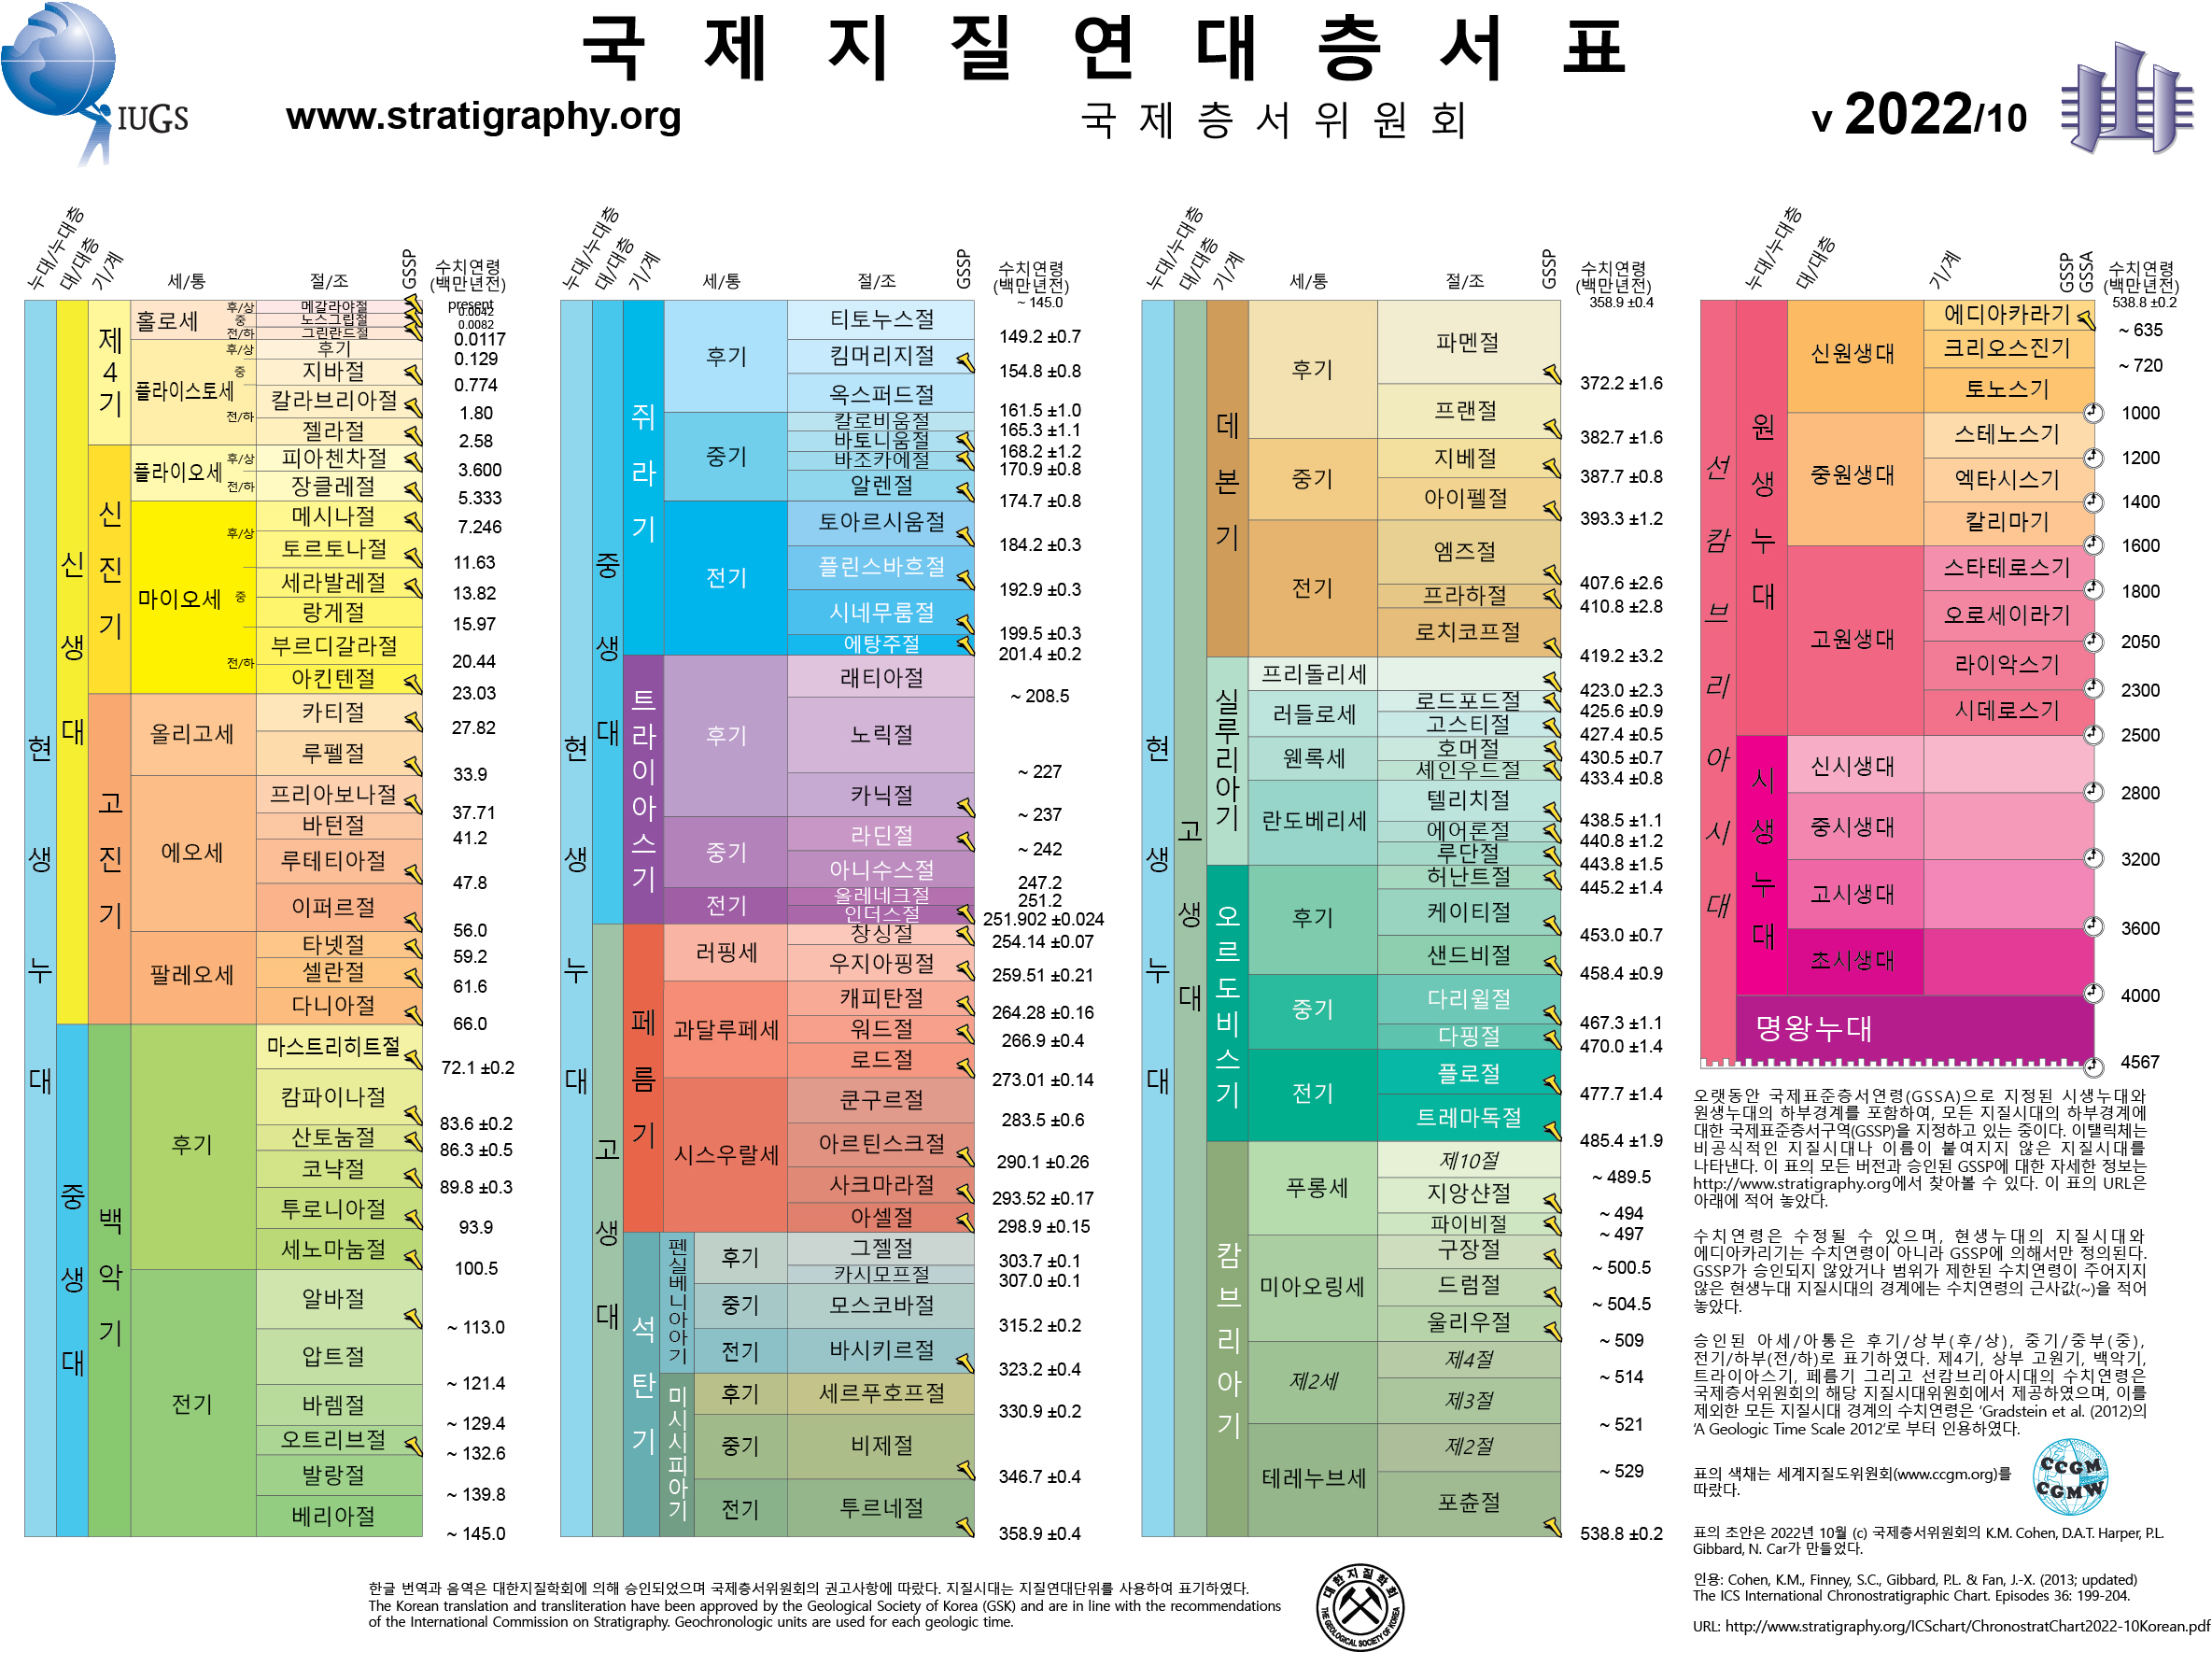 국 제 지 질 연 대 층 서 표
IUGS
www.stratigraphy.org
국 제 층 서 위 원 회
v 2022/10
누대/누대층
대/대층
기/계
세/통
절/조
GSSP
수치연령
(백만년전)
현 생 누 대
신 생 대
제 4 기
홀로세
후/상
메갈라야절
present
0.0042
중
노스그립절
0.0082
전/하
그린란드절
0.0117
플라이스토세
후/상
후기
0.129
중
지바절
0.774
전/하
칼라브리아절
1.80
젤라절
2.58
신 진 기
플라이오세
후/상
피아첸차절
3.600
전/하
장클레절
5.333
마이오세
후/상
메시나절
7.246
토르토나절
11.63
중
세라발레절
13.82
랑게절
15.97
전/하
부르디갈라절
20.44
아킨텐절
23.03
고 진 기
올리고세
카티절
27.82
루펠절
33.9
에오세
프리아보나절
37.71
바턴절
41.2
루테티아절
47.8
이퍼르절
56.0
팔레오세
타넷절
59.2
셀란절
61.6
다니아절
66.0
중 생 대
백 악 기
후기
마스트리히트절
72.1 ±0.2
캄파이나절
83.6 ±0.2
산토눔절
86.3 ±0.5
코냑절
89.8 ±0.3
투로니아절
93.9
세노마눔절
100.5
전기
알바절
~ 113.0
압트절
~ 121.4
바렘절
~ 129.4
오트리브절
~ 132.6
발랑절
~ 139.8
베리아절
~ 145.0
누대/누대층
대/대층
기/계
세/통
절/조
GSSP
수치연령
(백만년전)
~ 145.0
현 생 누 대
중 생 대
쥐 라 기
후기
티토누스절
149.2 ±0.7
킴머리지절
154.8 ±0.8
옥스퍼드절
161.5 ±1.0
중기
칼로비움절
165.3 ±1.1
바토니움절
168.2 ±1.2
바조카에절
170.9 ±0.8
알렌절
174.7 ±0.8
전기
토아르시움절
184.2 ±0.3
플린스바흐절
192.9 ±0.3
시네무룸절
199.5 ±0.3
에탕주절
201.4 ±0.2
트라이아스기
후기
래티아절
~ 208.5
노릭절
~ 227
카닉절
~ 237
중기
라딘절
~ 242
아니수스절
247.2
전기
올레네크절
251.2
인더스절
251.902 ±0.024
고 생 대
페 름 기
러핑세
창싱절
254.14 ±0.07
우지아핑절
259.51 ±0.21
과달루페세
캐피탄절
264.28 ±0.16
워드절
266.9 ±0.4
로드절
273.01 ±0.14
시스우랄세
쿤구르절
283.5 ±0.6
아르틴스크절
290.1 ±0.26
사크마라절
293.52 ±0.17
아셀절
298.9 ±0.15
석 탄 기
펜실베니아아기
후기
그젤절
303.7 ±0.1
카시모프절
307.0 ±0.1
중기
모스코바절
315.2 ±0.2
전기
바시키르절
323.2 ±0.4
미시시피아기
후기
세르푸호프절
330.9 ±0.2
중기
비제절
346.7 ±0.4
전기
투르네절
358.9 ±0.4
누대/누대층
대/대층
기/계
세/통
절/조
GSSP
수치연령
(백만년전)
358.9 ±0.4
현 생 누 대
고 생 대
데 본 기
후기
파멘절
372.2 ±1.6
프랜절
382.7 ±1.6
중기
지베절
387.7 ±0.8
아이펠절
393.3 ±1.2
전기
엠즈절
407.6 ±2.6
프라하절
410.8 ±2.8
로치코프절
419.2 ±3.2
실루리아기
프리돌리세
423.0 ±2.3
러들로세
로드포드절
425.6 ±0.9
고스티절
427.4 ±0.5
웬록세
호머절
430.5 ±0.7
셰인우드절
433.4 ±0.8
란도베리세
텔리치절
438.5 ±1.1
에어론절
440.8 ±1.2
루단절
443.8 ±1.5
오르도비스기
후기
허난트절
445.2 ±1.4
케이티절
453.0 ±0.7
샌드비절
458.4 ±0.9
중기
다리윌절
467.3 ±1.1
다핑절
470.0 ±1.4
전기
플로절
477.7 ±1.4
트레마독절
485.4 ±1.9
캄 브 리 아 기
푸룽세
제10절
~ 489.5
지앙샨절
~ 494
파이비절
~ 497
미아오링세
구장절
~ 500.5
드럼절
~ 504.5
울리우절
~ 509
제2세
제4절
~ 514
제3절
~ 521
테레누브세
제2절
~ 529
포츈절
538.8 ±0.2
누대/누대층
대/대층
기/계
GSSP
GSSA
수치연령
(백만년전)
538.8 ±0.2
선 캄 브 리 아 시 대
원 생 누 대
신원생대
에디아카라기
~ 635
크리오스진기
~ 720
토노스기
1000
중원생대
스테노스기
1200
엑타시스기
1400
칼리마기
1600
고원생대
스타테로스기
1800
오로세이라기
2050
라이악스기
2300
시데로스기
2500
시 생 누 대
신시생대
2800
중시생대
3200
고시생대
3600
초시생대
4000
명왕누대
4567
오랫동안 국제표준층서연령(GSSA)으로 지정된 시생누대와
원생누대의 하부경계를 포함하여, 모든 지질시대의 하부경계에
대한 국제표준층서구역(GSSP)을 지정하고 있는 중이다. 이탤릭체는
비공식적인 지질시대나 이름이 붙여지지 않은 지질시대를
나타낸다. 이 표의 모든 버전과 승인된 GSSP에 대한 자세한 정보는
http://www.stratigraphy.org에서 찾아볼 수 있다. 이 표의 URL은
아래에 적어 놓았다.
수치연령은 수정될 수 있으며, 현생누대의 지질시대와
에디아카리기는 수치연령이 아니라 GSSP에 의해서만 정의된다.
GSSP가 승인되지 않았거나 범위가 제한된 수치연령이 주어지지
않은 현생누대 지질시대의 경계에는 수치연령의 근사값(~)을 적어
놓았다.
승인된 아세/아통은 후기/상부(후/상), 중기/중부(중),
전기/하부(전/하)로 표기하였다. 제4기, 상부 고원기, 백악기,
트라이아스기, 페름기 그리고 선캄브리아시대의 수치연령은
국제층서위원회의 해당 지질시대위원회에서 제공하였으며, 이를
제외한 모든 지질시대 경계의 수치연령은 ‘Gradstein et al. (2012)의
‘A Geologic Time Scale 2012’로 부터 인용하였다.
표의 색채는 세계지질도위원회(www.ccgm.org)를
따랐다.
CCGM
CGMW
표의 초안은 2022년 10월 (c) 국제층서위원회의 K.M. Cohen, D.A.T. Harper, P.L.
Gibbard, N. Car가 만들었다.
인용: Cohen, K.M., Finney, S.C., Gibbard, P.L. & Fan, J.-X. (2013; updated)
The ICS International Chronostratigraphic Chart. Episodes 36: 199-204.
URL: http://www.stratigraphy.org/ICSchart/ChronostratChart2022-10Korean.pdf
한글 번역과 음역은 대한지질학회에 의해 승인되었으며 국제층서위원회의 권고사항에 따랐다. 지질시대는 지질연대단위를 사용하여 표기하였다.
The Korean translation and transliteration have been approved by the Geological Society of Korea (GSK) and are in line with the recommendations
of the International Commission on Stratigraphy. Geochronologic units are used for each geologic time.
대한지질학회
THE GEOLOGICAL SOCIETY OF KOREA